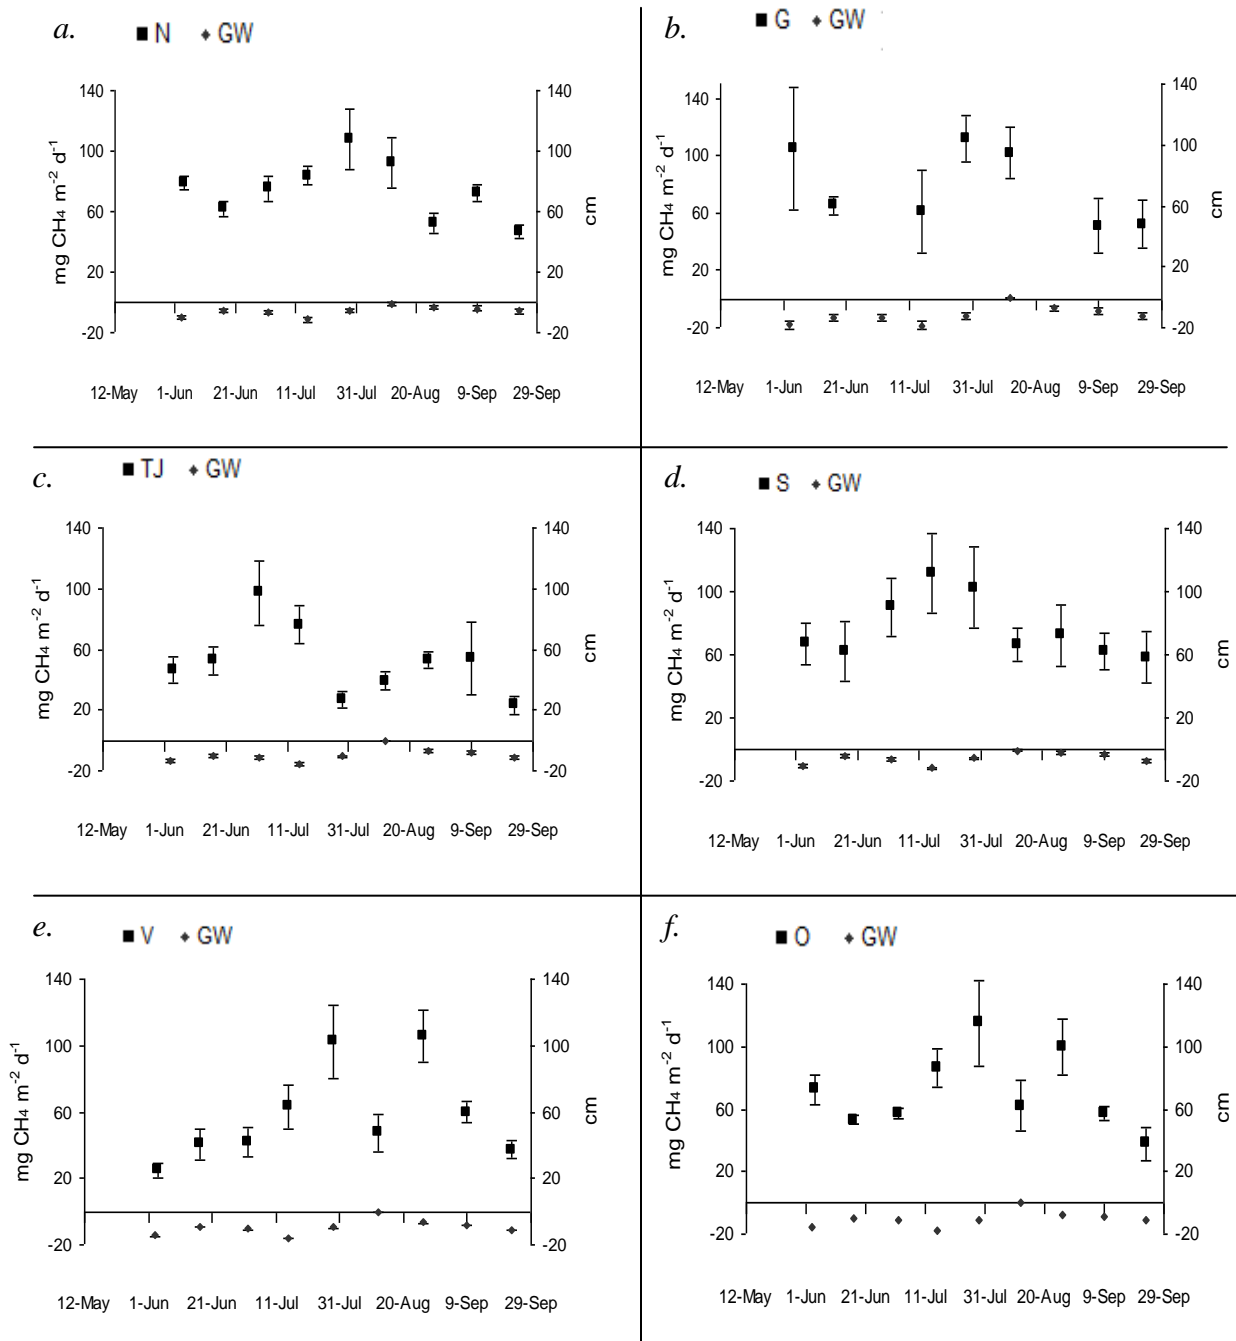 a.
N GW
140 140
100 100
60 60
20 20
-20 -20
mg CH₄ m⁻² d⁻¹
cm
12-May 1-Jun 21-Jun 11-Jul 31-Jul 20-Aug 9-Sep 29-Sep
b.
G GW
140 140
100 100
60 60
20 20
-20 -20
mg CH₄ m⁻² d⁻¹
cm
12-May 1-Jun 21-Jun 11-Jul 31-Jul 20-Aug 9-Sep 29-Sep
c.
TJ GW
140 140
100 100
60 60
20 20
-20 -20
mg CH₄ m⁻² d⁻¹
cm
12-May 1-Jun 21-Jun 11-Jul 31-Jul 20-Aug 9-Sep 29-Sep
d.
S GW
140 140
100 100
60 60
20 20
-20 -20
mg CH₄ m⁻² d⁻¹
cm
12-May 1-Jun 21-Jun 11-Jul 31-Jul 20-Aug 9-Sep 29-Sep
e.
V GW
140 140
100 100
60 60
20 20
-20 -20
mg CH₄ m⁻² d⁻¹
cm
12-May 1-Jun 21-Jun 11-Jul 31-Jul 20-Aug 9-Sep 29-Sep
f.
O GW
140 140
100 100
60 60
20 20
-20 -20
mg CH₄ m⁻² d⁻¹
cm
12-May 1-Jun 21-Jun 11-Jul 31-Jul 20-Aug 9-Sep 29-Sep